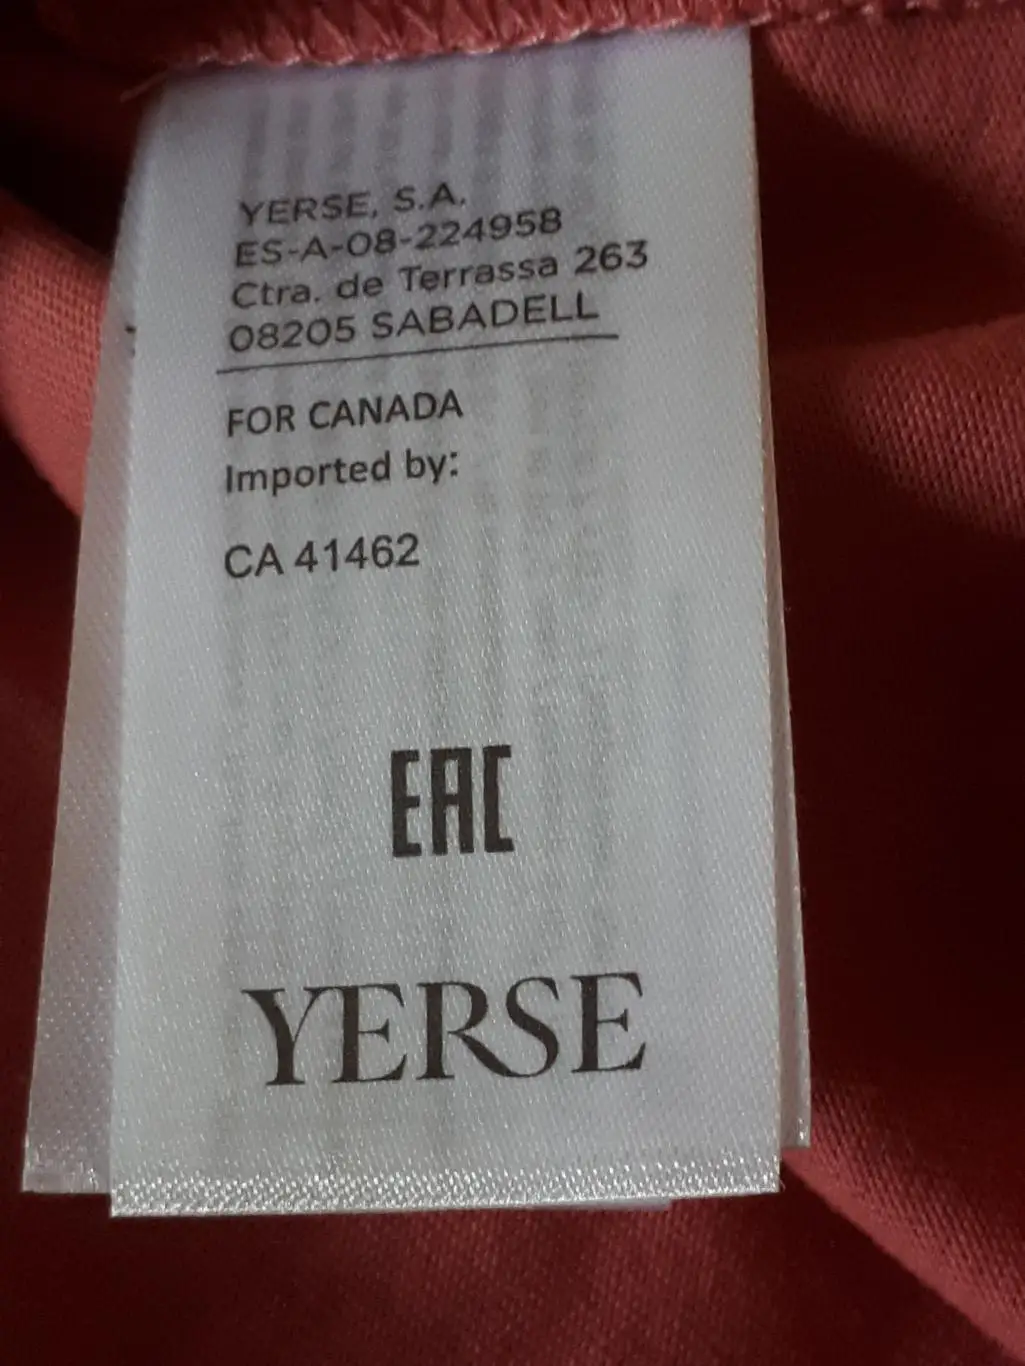 YERSE, S.A.
ES-A-08-224958
Ctra. de Terrassa 263
08205 SABADELL
FOR CANADA
Imported by:
CA 41462
EAC
YERSE